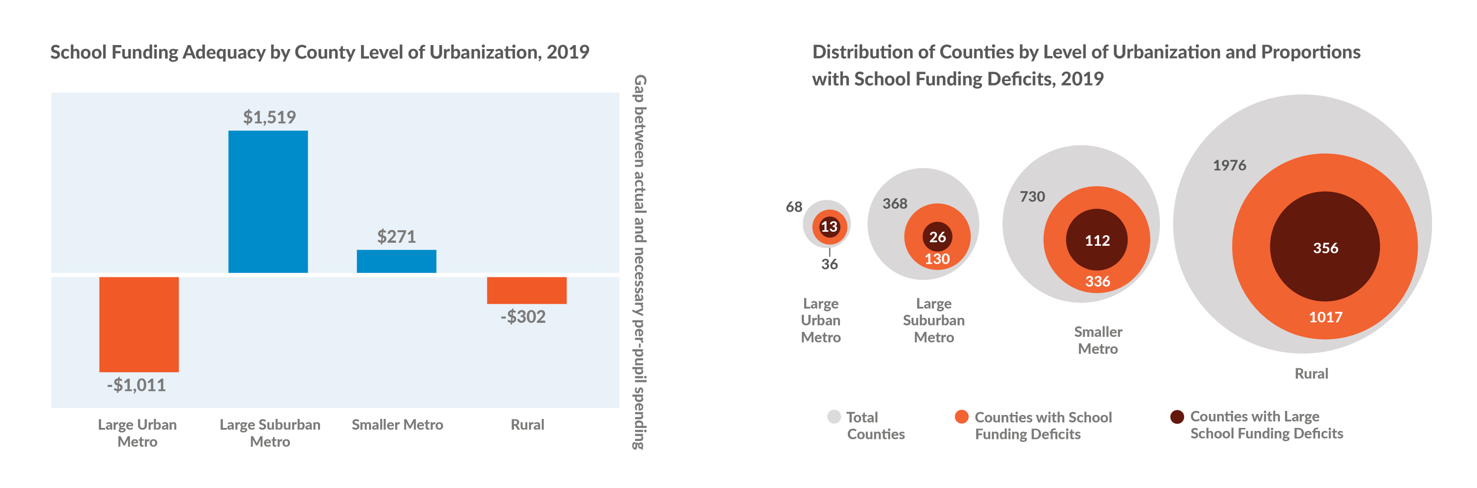 School Funding Adequacy by County Level of Urbanization, 2019
$1,519
$271
-$302
-$1,011
Large Urban
Metro
Large Suburban
Metro
Smaller Metro
Rural
Gap between actual and necessary per-pupil spending
Distribution of Counties by Level of Urbanization and Proportions
with School Funding Deficits, 2019
68
13
36
Large
Urban
Metro
368
26
130
Large
Suburban
Metro
730
112
336
Smaller
Metro
1976
356
1017
Rural
Total
Counties
Counties with School
Funding Deficits
Counties with Large
School Funding Deficits